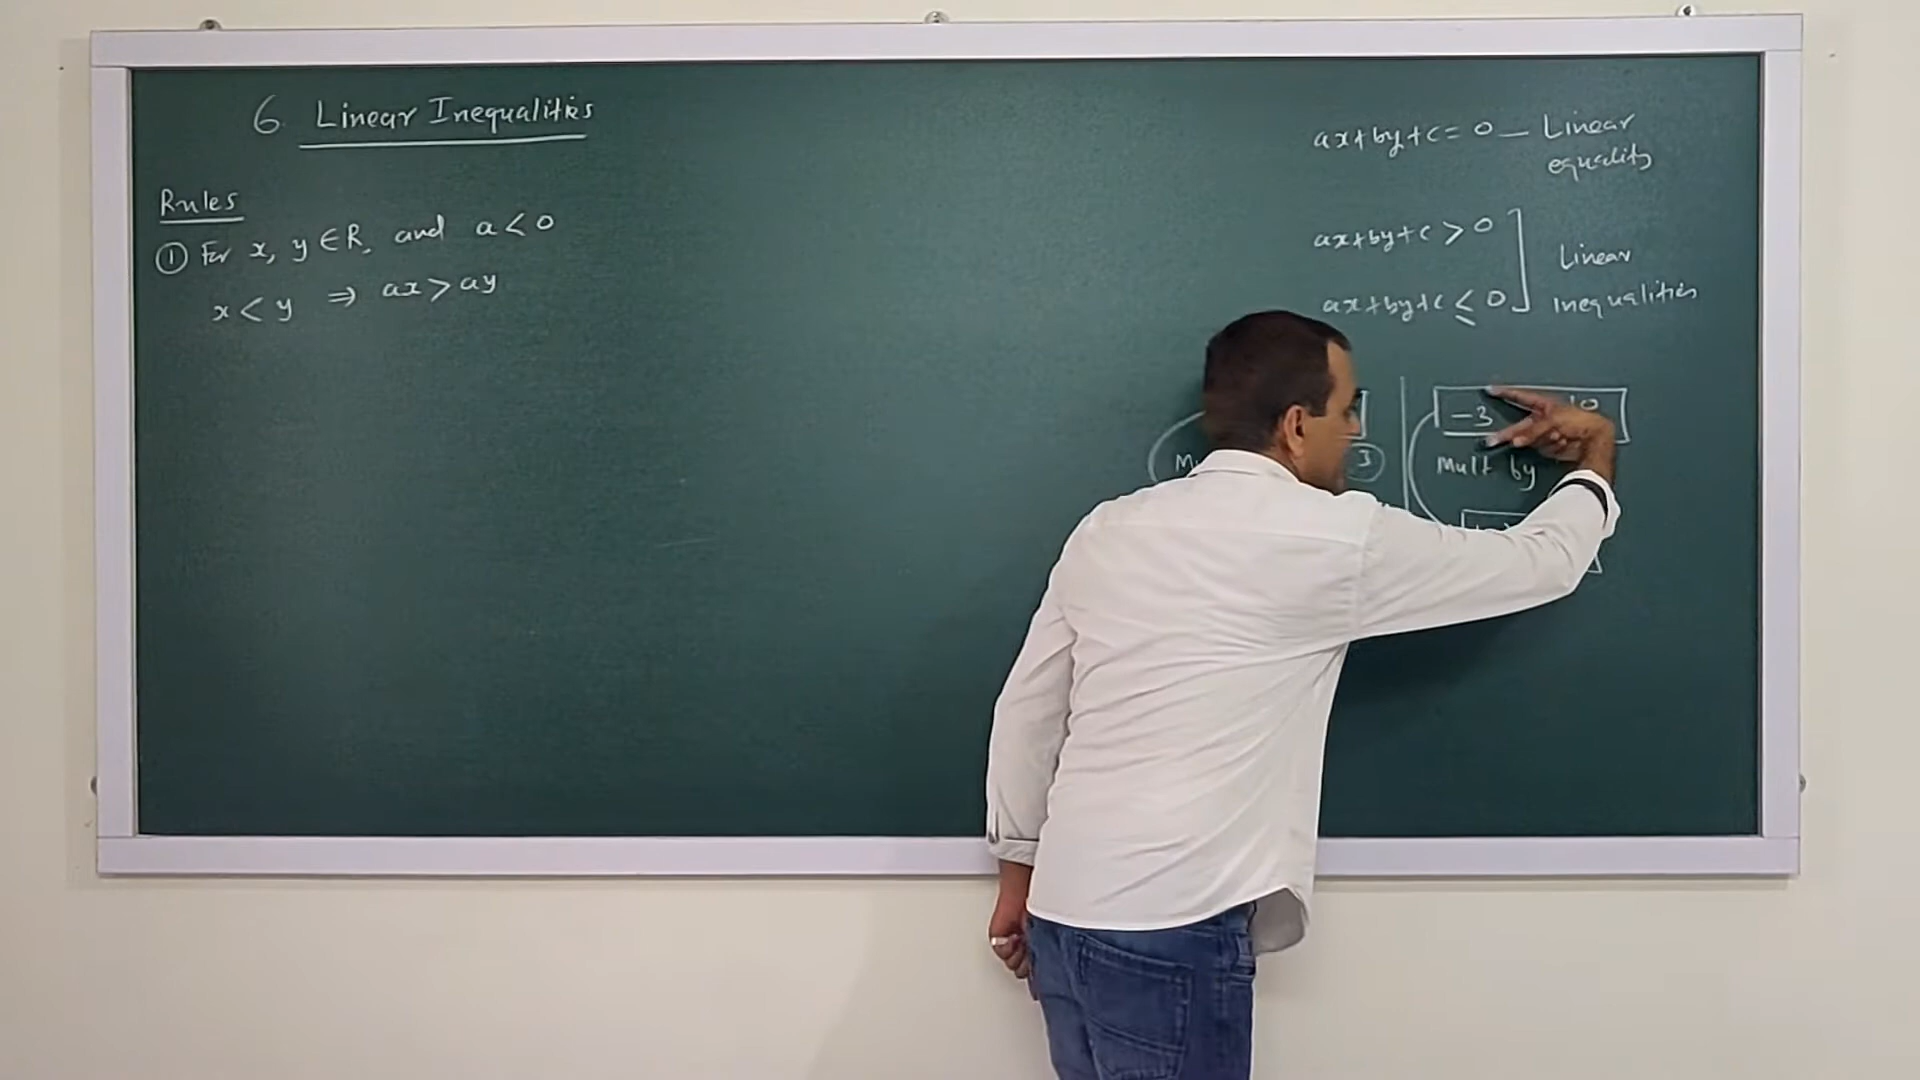 6. Linear Inequalities
Rules
① For x, y ∈ R, and a < 0
x < y ⇒ ax > ay
ax+by+c = 0 — Linear
equality
ax+by+c > 0
ax+by+c ≤ 0
Linear
inequalities
3
-3
10
Mult by